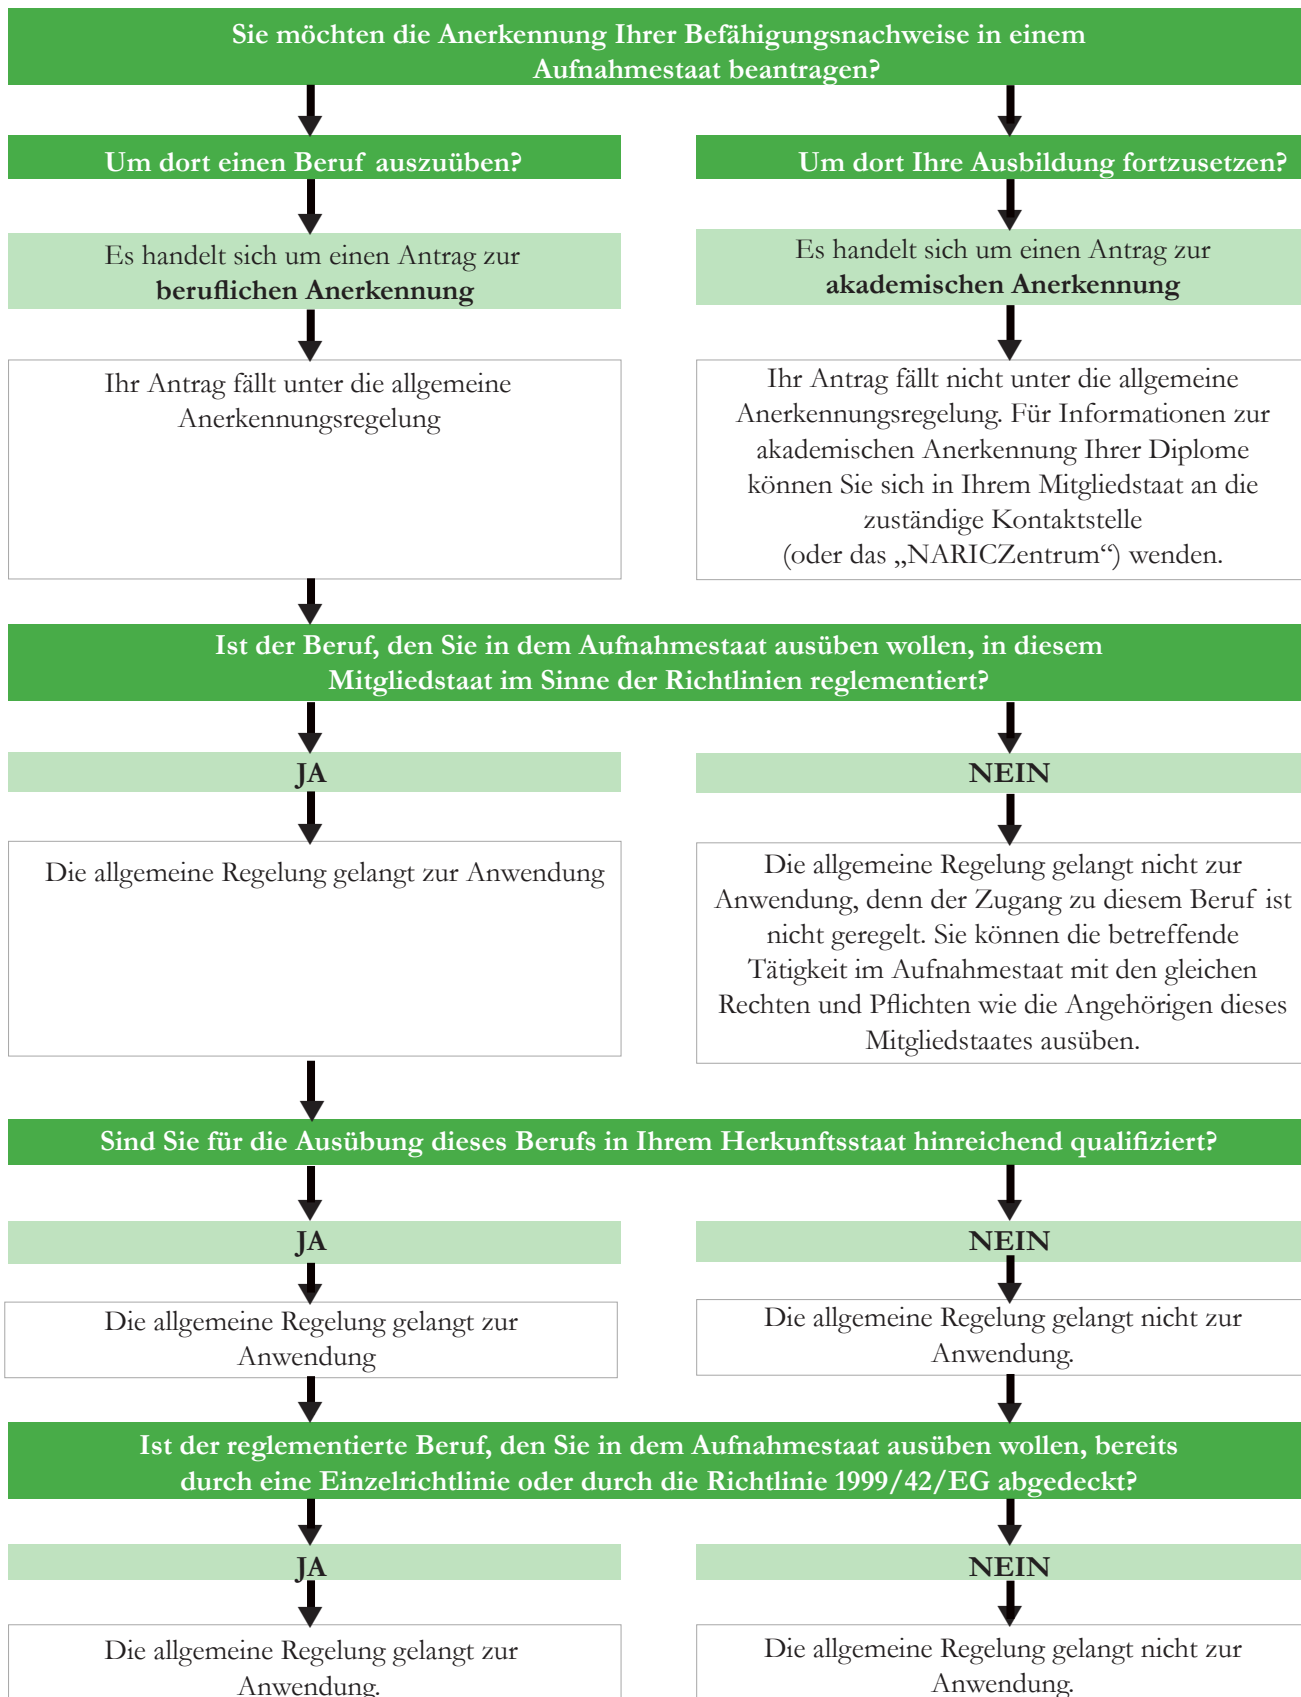 Sie möchten die Anerkennung Ihrer Befähigungsnachweise in einem
Aufnahmestaat beantragen?
Um dort einen Beruf auszuüben?
Um dort Ihre Ausbildung fortzusetzen?
Es handelt sich um einen Antrag zur
beruflichen Anerkennung
Es handelt sich um einen Antrag zur
akademischen Anerkennung
Ihr Antrag fällt unter die allgemeine
Anerkennungsregelung
Ihr Antrag fällt nicht unter die allgemeine
Anerkennungsregelung. Für Informationen zur
akademischen Anerkennung Ihrer Diplome
können Sie sich in Ihrem Mitgliedstaat an die
zuständige Kontaktstelle
(oder das „NARICZentrum“) wenden.
Ist der Beruf, den Sie in dem Aufnahmestaat ausüben wollen, in diesem
Mitgliedstaat im Sinne der Richtlinien reglementiert?
JA
NEIN
Die allgemeine Regelung gelangt zur Anwendung
Die allgemeine Regelung gelangt nicht zur
Anwendung, denn der Zugang zu diesem Beruf ist
nicht geregelt. Sie können die betreffende
Tätigkeit im Aufnahmestaat mit den gleichen
Rechten und Pflichten wie die Angehörigen dieses
Mitgliedstaates ausüben.
Sind Sie für die Ausübung dieses Berufs in Ihrem Herkunftsstaat hinreichend qualifiziert?
JA
NEIN
Die allgemeine Regelung gelangt zur
Anwendung
Die allgemeine Regelung gelangt nicht zur
Anwendung.
Ist der reglementierte Beruf, den Sie in dem Aufnahmestaat ausüben wollen, bereits
durch eine Einzelrichtlinie oder durch die Richtlinie 1999/42/EG abgedeckt?
JA
NEIN
Die allgemeine Regelung gelangt zur
Anwendung.
Die allgemeine Regelung gelangt nicht zur
Anwendung.